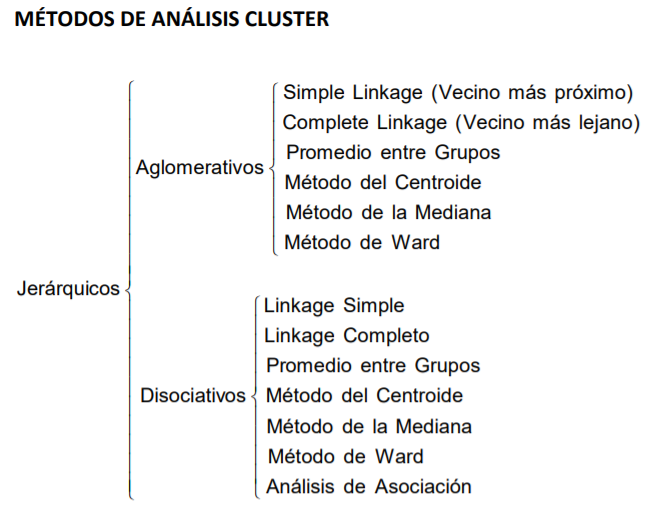 MÉTODOS DE ANÁLISIS CLUSTER
Jerárquicos
Aglomerativos
Simple Linkage (Vecino más próximo)
Complete Linkage (Vecino más lejano)
Promedio entre Grupos
Método del Centroide
Método de la Mediana
Método de Ward
Disociativos
Linkage Simple
Linkage Completo
Promedio entre Grupos
Método del Centroide
Método de la Mediana
Método de Ward
Análisis de Asociación